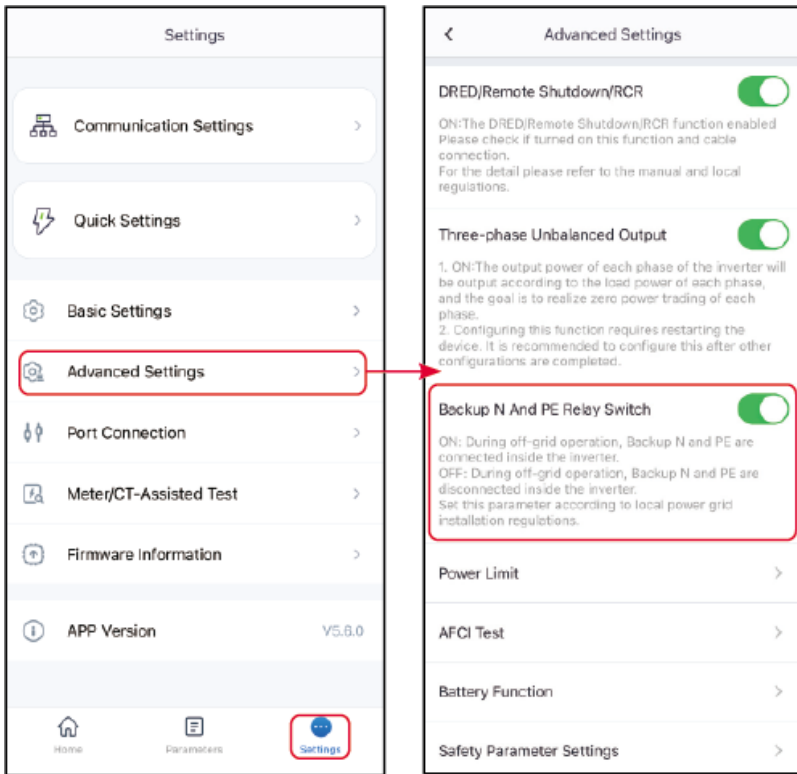 Settings
Communication Settings
Quick Settings
Basic Settings
Advanced Settings
Port Connection
Meter/CT-Assisted Test
Firmware Information
APP Version V5.6.0
Home Parameters Settings
Advanced Settings
DRED/Remote Shutdown/RCR
ON:The DRED/Remote Shutdown/RCR function enabled
Please check if turned on this function and cable
connection.
For the detail please refer to the manual and local
regulations.
Three-phase Unbalanced Output
1. ON:The output power of each phase of the inverter will
be output according to the load power of each phase,
and the goal is to realize zero power trading of each
phase.
2. Configuring this function requires restarting the
device. It is recommended to configure this after other
configurations are completed.
Backup N And PE Relay Switch
ON: During off-grid operation, Backup N and PE are
connected inside the inverter.
OFF: During off-grid operation, Backup N and PE are
disconnected inside the inverter.
Set this parameter according to local power grid
installation regulations.
Power Limit
AFCI Test
Battery Function
Safety Parameter Settings